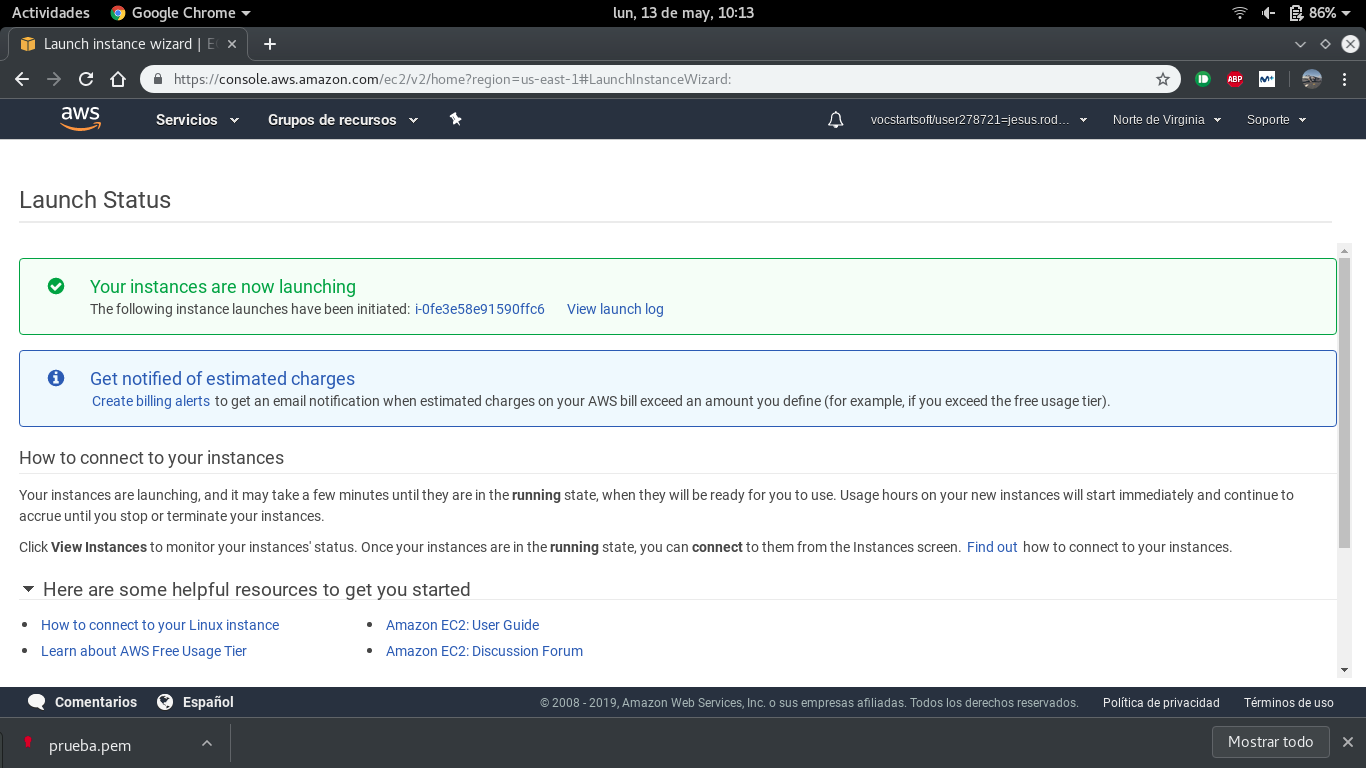 Actividades Google Chrome lun, 13 de may, 10:13 86%
Launch instance wizard | E
https://console.aws.amazon.com/ec2/v2/home?region=us-east-1#LaunchInstanceWizard:
ABP
M+
aws Servicios Grupos de recursos vocstartsoft/user278721=jesus.rod... Norte de Virginia Soporte
Launch Status
Your instances are now launching
The following instance launches have been initiated: i-0fe3e58e91590ffc6 View launch log
Get notified of estimated charges
Create billing alerts to get an email notification when estimated charges on your AWS bill exceed an amount you define (for example, if you exceed the free usage tier).
How to connect to your instances
Your instances are launching, and it may take a few minutes until they are in the running state, when they will be ready for you to use. Usage hours on your new instances will start immediately and continue to
accrue until you stop or terminate your instances.
Click View Instances to monitor your instances' status. Once your instances are in the running state, you can connect to them from the Instances screen. Find out how to connect to your instances.
Here are some helpful resources to get you started
• How to connect to your Linux instance • Amazon EC2: User Guide
• Learn about AWS Free Usage Tier • Amazon EC2: Discussion Forum
Comentarios Español © 2008 - 2019, Amazon Web Services, Inc. o sus empresas afiliadas. Todos los derechos reservados. Política de privacidad Términos de uso
prueba.pem Mostrar todo